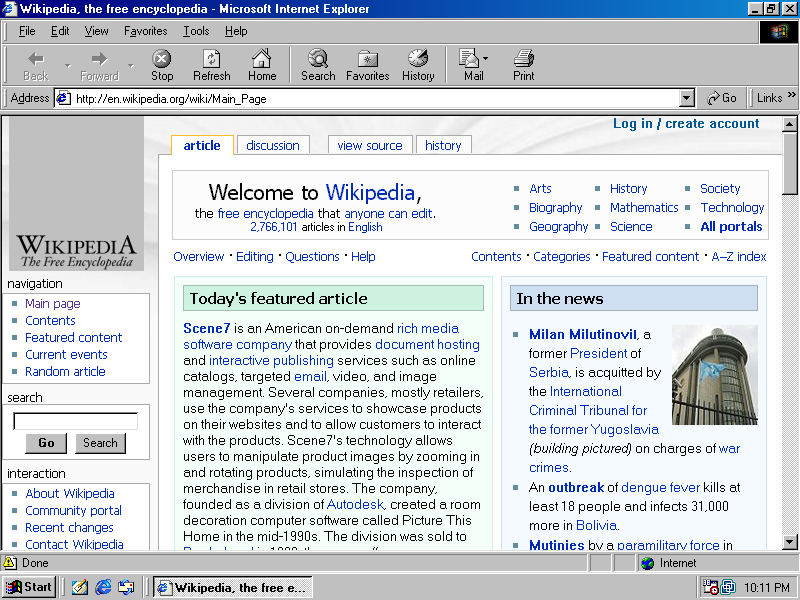 Wikipedia, the free encyclopedia - Microsoft Internet Explorer
File Edit View Favorites Tools Help
Back Forward Stop Refresh Home Search Favorites History Mail Print
Address http://en.wikipedia.org/wiki/Main_Page Go Links »
Log in / create account
article discussion view source history
WIKIPEDIA
The Free Encyclopedia
navigation
Main page
Contents
Featured content
Current events
Random article
search
Go Search
interaction
About Wikipedia
Community portal
Recent changes
Contact Wikipedia
Welcome to Wikipedia,
the free encyclopedia that anyone can edit.
2,766,101 articles in English
Arts History Society
Biography Mathematics Technology
Geography Science All portals
Overview · Editing · Questions · Help
Contents · Categories · Featured content · A–Z index
Today's featured article
Scene7 is an American on-demand rich media
software company that provides document hosting
and interactive publishing services such as online
catalogs, targeted email, video, and image
management. Several companies, mostly retailers,
use the company's services to showcase products
on their websites and to allow customers to interact
with the products. Scene7's technology allows
users to manipulate product images by zooming in
and rotating products, simulating the inspection of
merchandise in retail stores. The company,
founded as a division of Autodesk, created a room
decoration computer software called Picture This
Home in the mid-1990s. The division was sold to
In the news
Milan Milutinovil, a
former President of
Serbia, is acquitted by
the International
Criminal Tribunal for
the former Yugoslavia
(building pictured) on charges of war
crimes.
An outbreak of dengue fever kills at
least 18 people and infects 31,000
more in Bolivia.
Mutinies by a paramilitary force in
Done Internet
Start Wikipedia, the free e... 10:11 PM